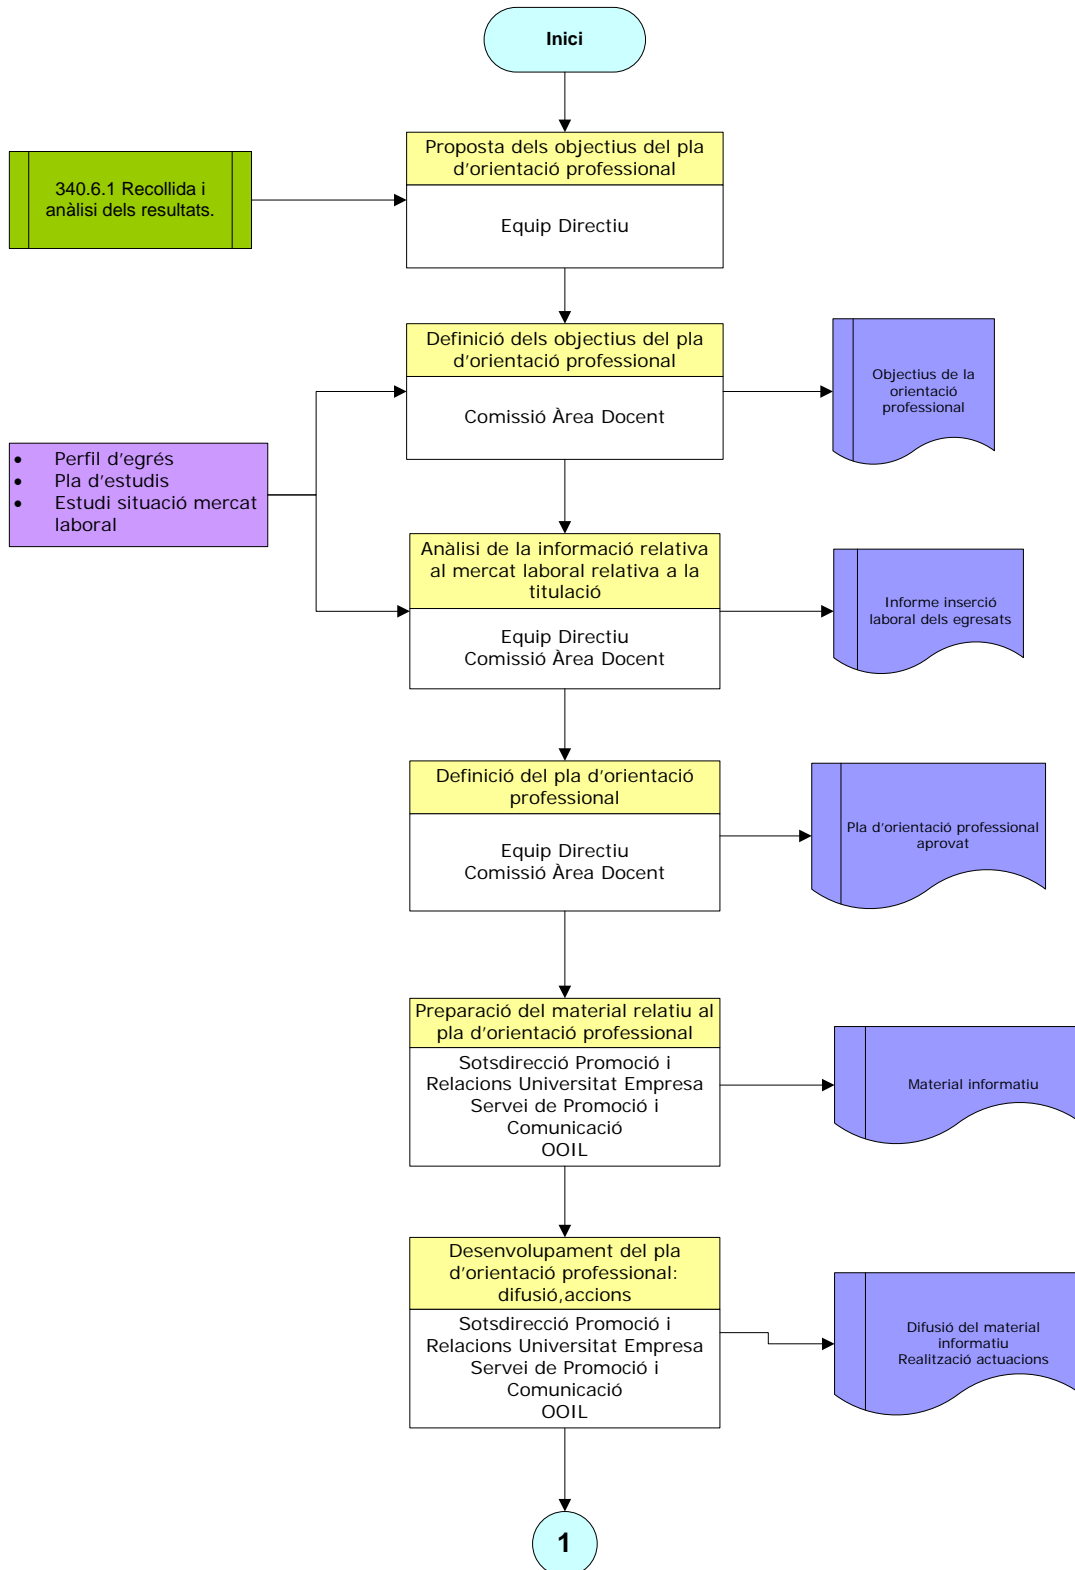 Inici
Proposta dels objectius del pla
d'orientació professional
Equip Directiu
340.6.1 Recollida i
anàlisi dels resultats.
Definició dels objectius del pla
d'orientació professional
Comissió Àrea Docent
Objectius de la
orientació
professional
• Perfil d'egrés
• Pla d'estudis
• Estudi situació mercat
laboral
Anàlisi de la informació relativa
al mercat laboral relativa a la
titulació
Equip Directiu
Comissió Àrea Docent
Informe inserció
laboral dels egresats
Definició del pla d'orientació
professional
Equip Directiu
Comissió Àrea Docent
Pla d'orientació professional
aprovat
Preparació del material relatiu al
pla d'orientació professional
Sotsdirecció Promoció i
Relacions Universitat Empresa
Servei de Promoció i
Comunicació
OOIL
Material informatiu
Desenvolupament del pla
d'orientació professional:
difusió,accions
Sotsdirecció Promoció i
Relacions Universitat Empresa
Servei de Promoció i
Comunicació
OOIL
Difusió del material
informatiu
Realització actuacions
1